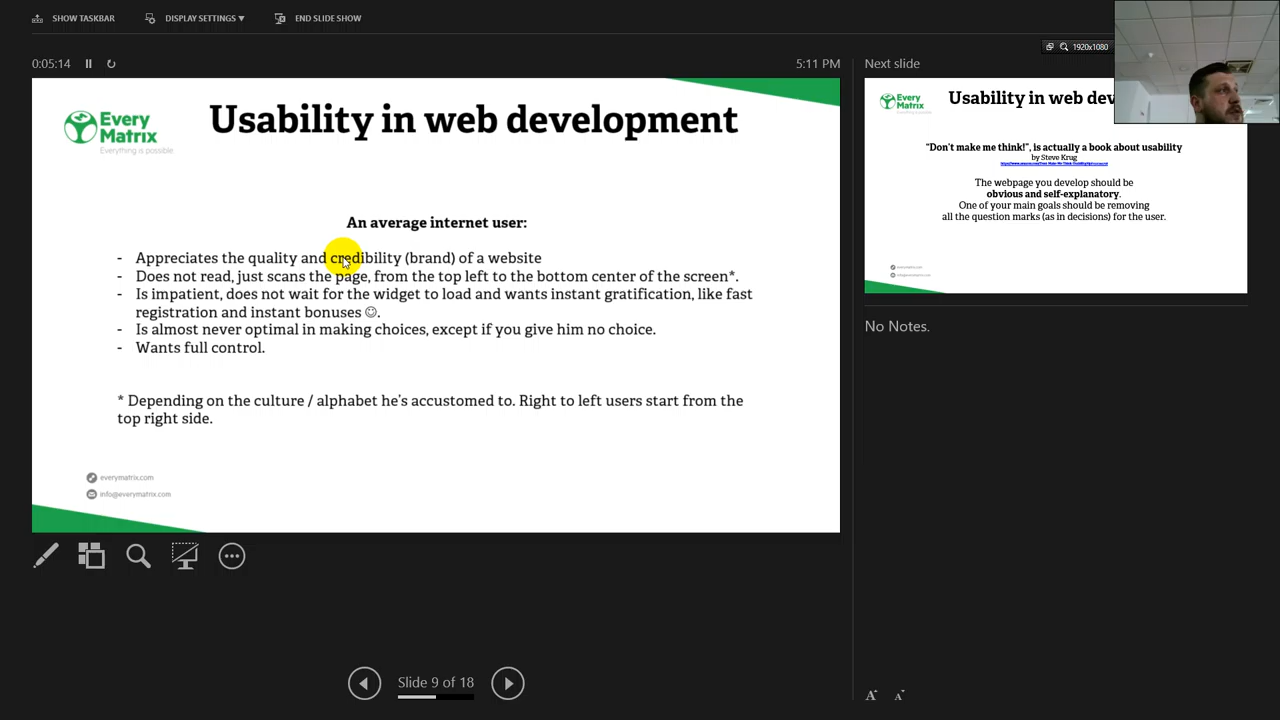 SHOW TASKBAR
DISPLAY SETTINGS ▼
END SLIDE SHOW
1920x1080
0:05:14
5:11 PM
Every
Matrix
Everything is possible
Usability in web development
An average internet user:
- Appreciates the quality and credibility (brand) of a website
- Does not read, just scans the page, from the top left to the bottom center of the screen*.
- Is impatient, does not wait for the widget to load and wants instant gratification, like fast
registration and instant bonuses ☺.
- Is almost never optimal in making choices, except if you give him no choice.
- Wants full control.
* Depending on the culture / alphabet he's accustomed to. Right to left users start from the
top right side.
everymatrix.com
info@everymatrix.com
Slide 9 of 18
Next slide
Every
Matrix
Usability in web dev
“Don’t make me think!”, is actually a book about usability
by Steve Krug
The webpage you develop should be
obvious and self-explanatory.
One of your main goals should be removing
all the question marks (as in decisions) for the user.
everymatrix.com
info@everymatrix.com
No Notes.
A A